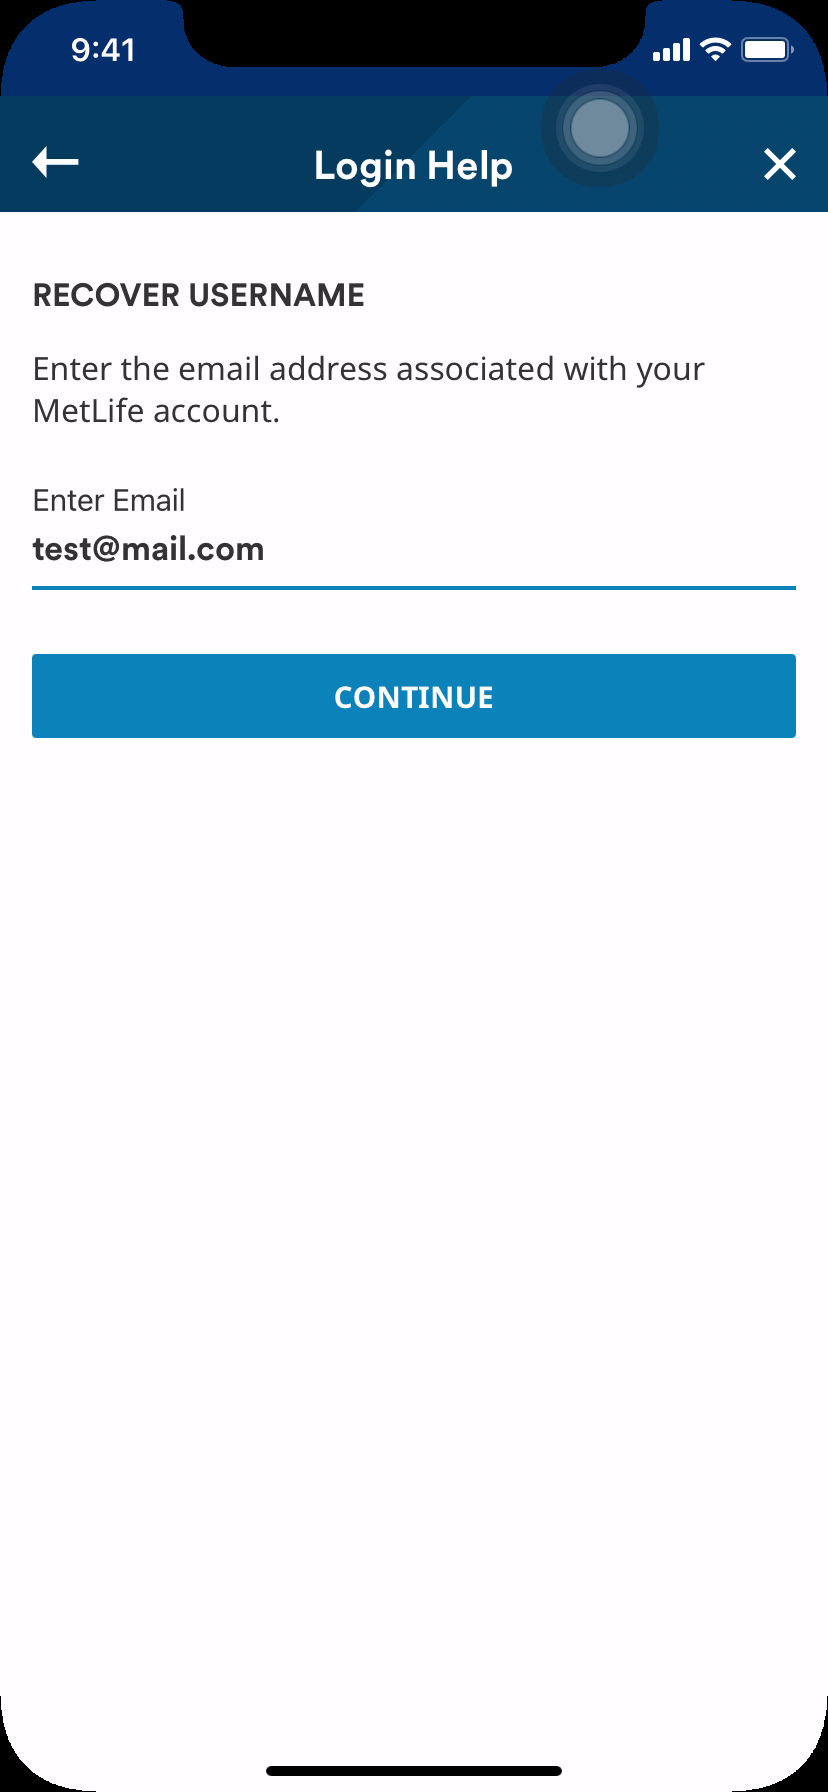 9:41
Login Help
RECOVER USERNAME
Enter the email address associated with your
MetLife account.
Enter Email
test@mail.com
CONTINUE